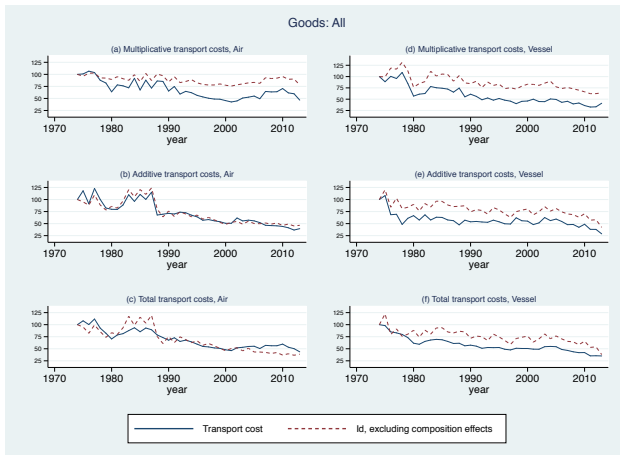 Goods: All
(a) Multiplicative transport costs, Air
125
100
75
50
25
1970 1980 1990 2000 2010
year
(d) Multiplicative transport costs, Vessel
125
100
75
50
25
1970 1980 1990 2000 2010
year
(b) Additive transport costs, Air
125
100
75
50
25
1970 1980 1990 2000 2010
year
(e) Additive transport costs, Vessel
125
100
75
50
25
1970 1980 1990 2000 2010
year
(c) Total transport costs, Air
125
100
75
50
25
1970 1980 1990 2000 2010
year
(f) Total transport costs, Vessel
125
100
75
50
25
1970 1980 1990 2000 2010
year
Transport cost Id, excluding composition effects